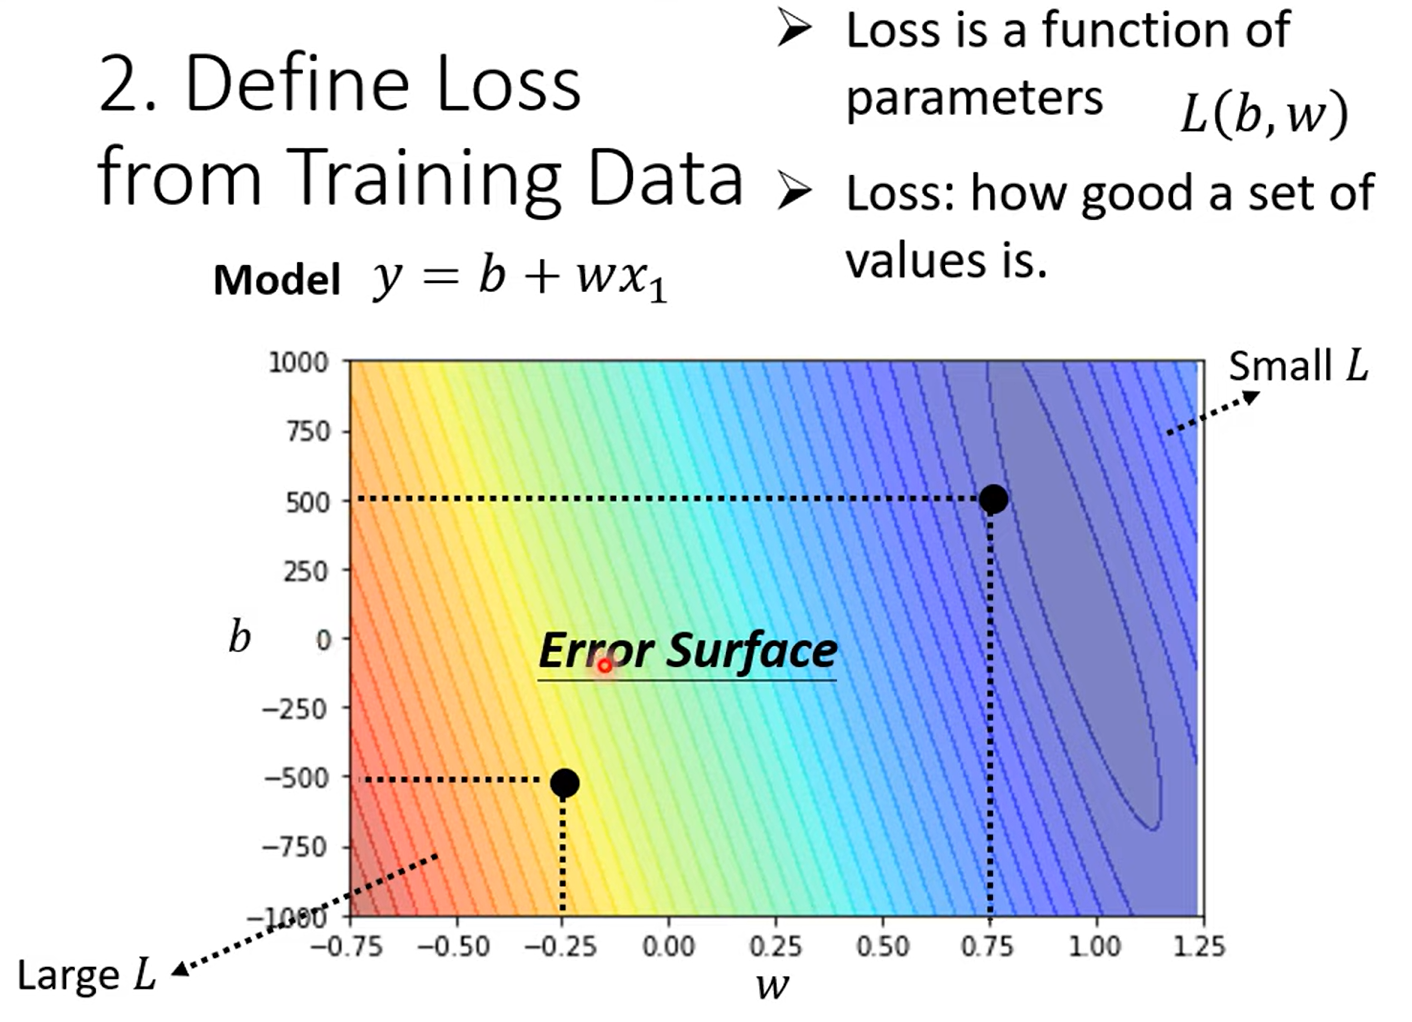 2. Define Loss
from Training Data
➢ Loss is a function of
parameters L(b, w)
➢ Loss: how good a set of
values is.
Model y = b + wx₁
Small L
1000
750
500
250
0
−250
−500
−750
−1000
b
Error Surface
−0.75 −0.50 −0.25 0.00 0.25 0.50 0.75 1.00 1.25
w
Large L